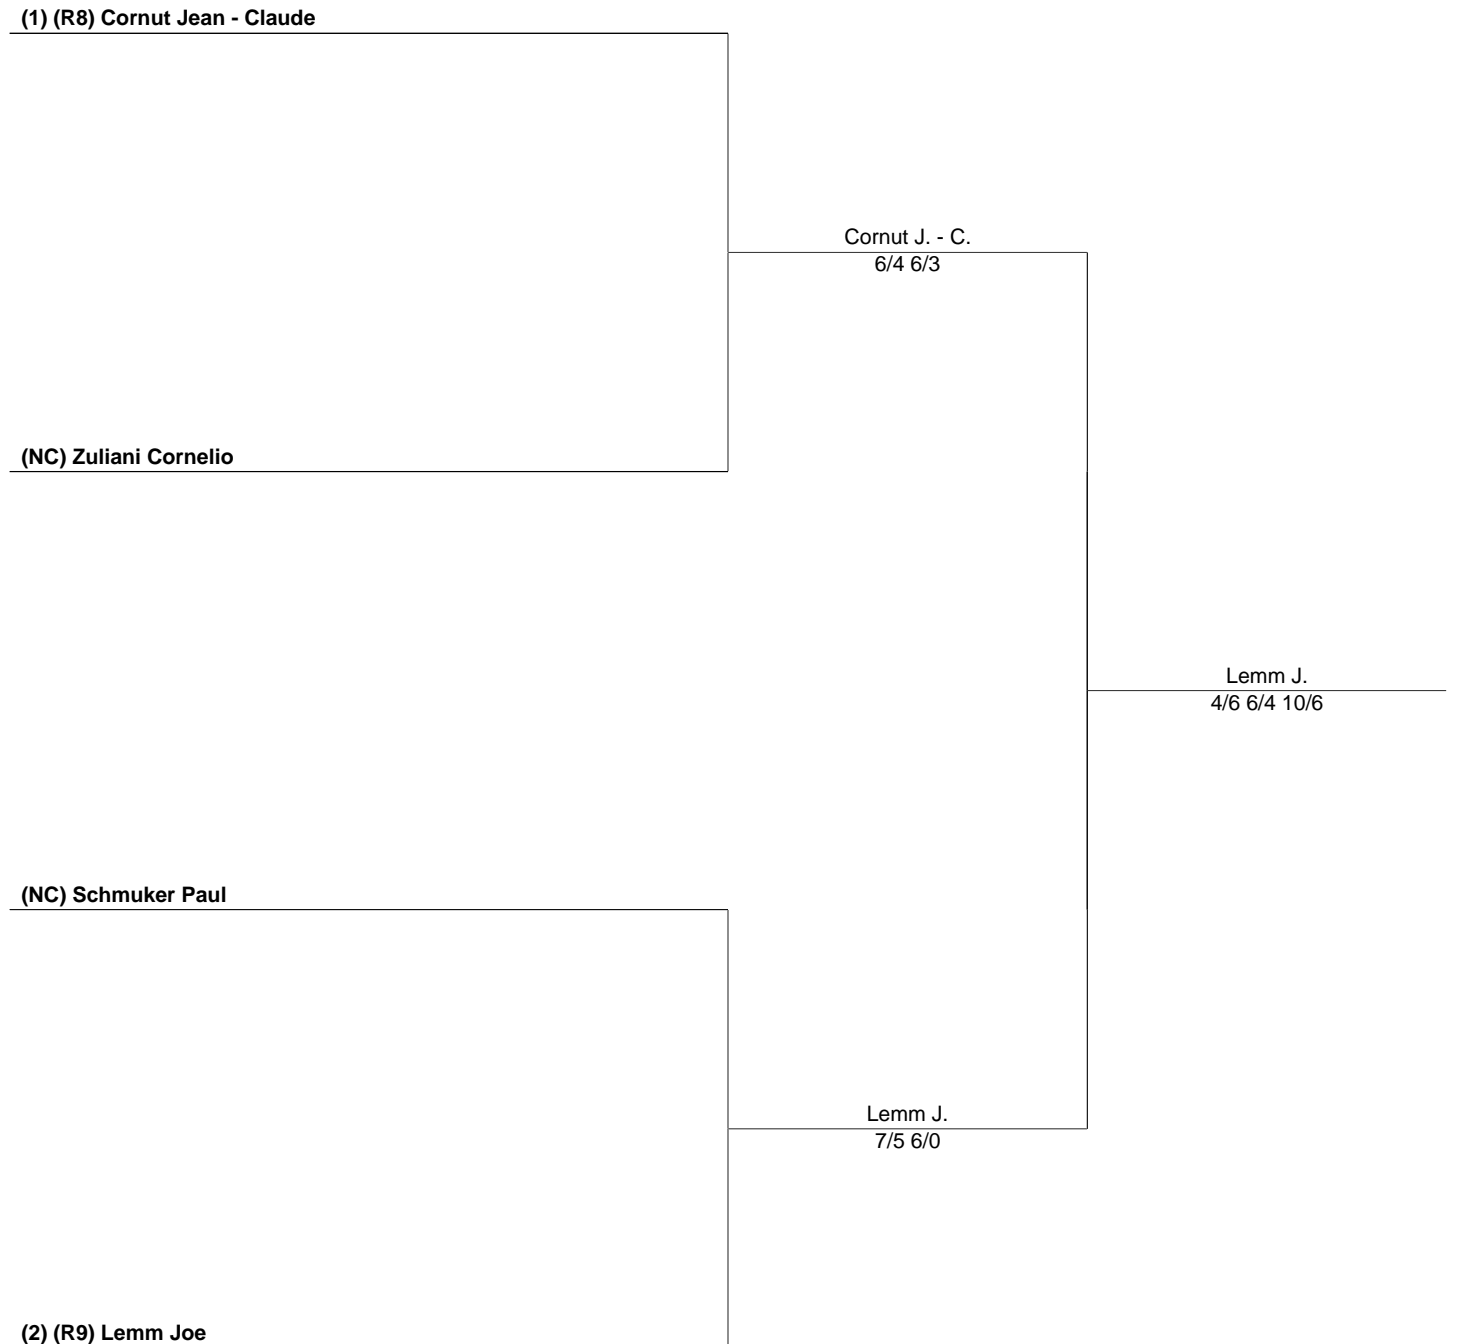 (1) (R8) Cornut Jean - Claude
Cornut J. - C.
6/4 6/3
(NC) Zuliani Cornelio
Lemm J.
4/6 6/4 10/6
(NC) Schmuker Paul
Lemm J.
7/5 6/0
(2) (R9) Lemm Joe